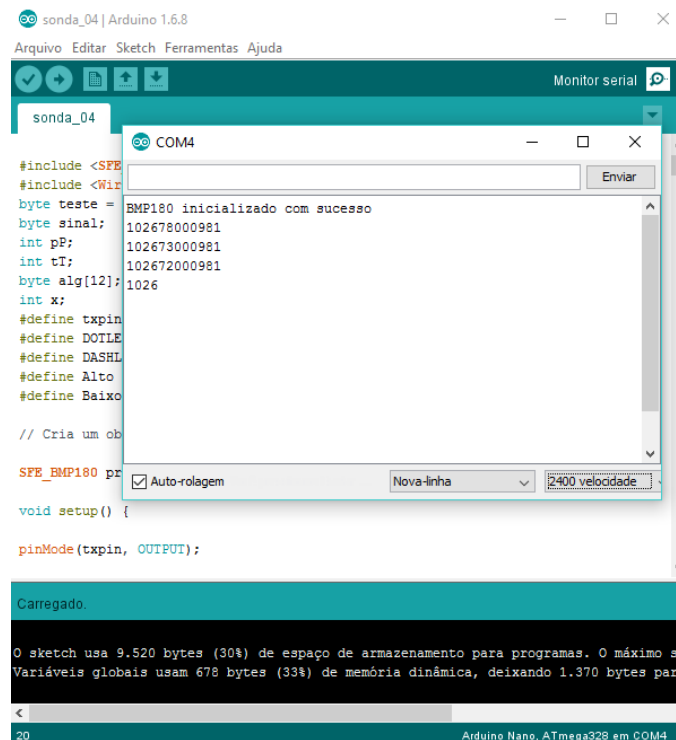 sonda_04 | Arduino 1.6.8
Arquivo Editar Sketch Ferramentas Ajuda
Monitor serial
sonda_04
COM4
Enviar
#include <SFE
#include <Wir
byte teste =
byte sinal;
int pP;
int tT;
byte alg[12];
int x;
#define txpin
#define DOTLE
#define DASHL
#define Alto
#define Baixo
// Cria um ob
SFE_BMP180 pr
void setup() {
pinMode(txpin, OUTPUT);
BMP180 inicializado com sucesso
102678000981
102673000981
102672000981
1026
Auto-rolagem
Nova-linha
2400 velocidade
Carregado.
O sketch usa 9.520 bytes (30%) de espaço de armazenamento para programas. O máximo s
Variáveis globais usam 678 bytes (33%) de memória dinâmica, deixando 1.370 bytes par
20
Arduino Nano, ATmega328 em COM4